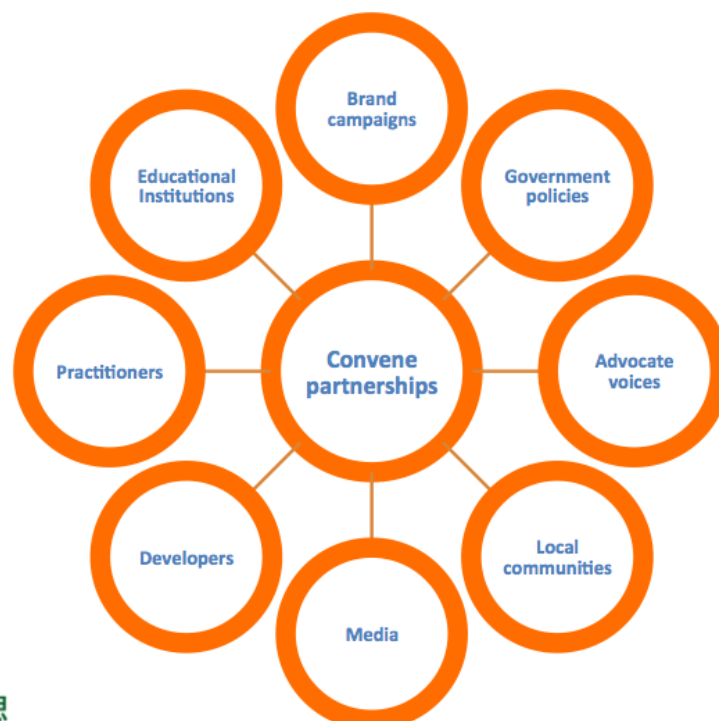 Brand
campaigns
Government
policies
Advocate
voices
Local
communities
Media
Developers
Practitioners
Educational
Institutions
Convene
partnerships